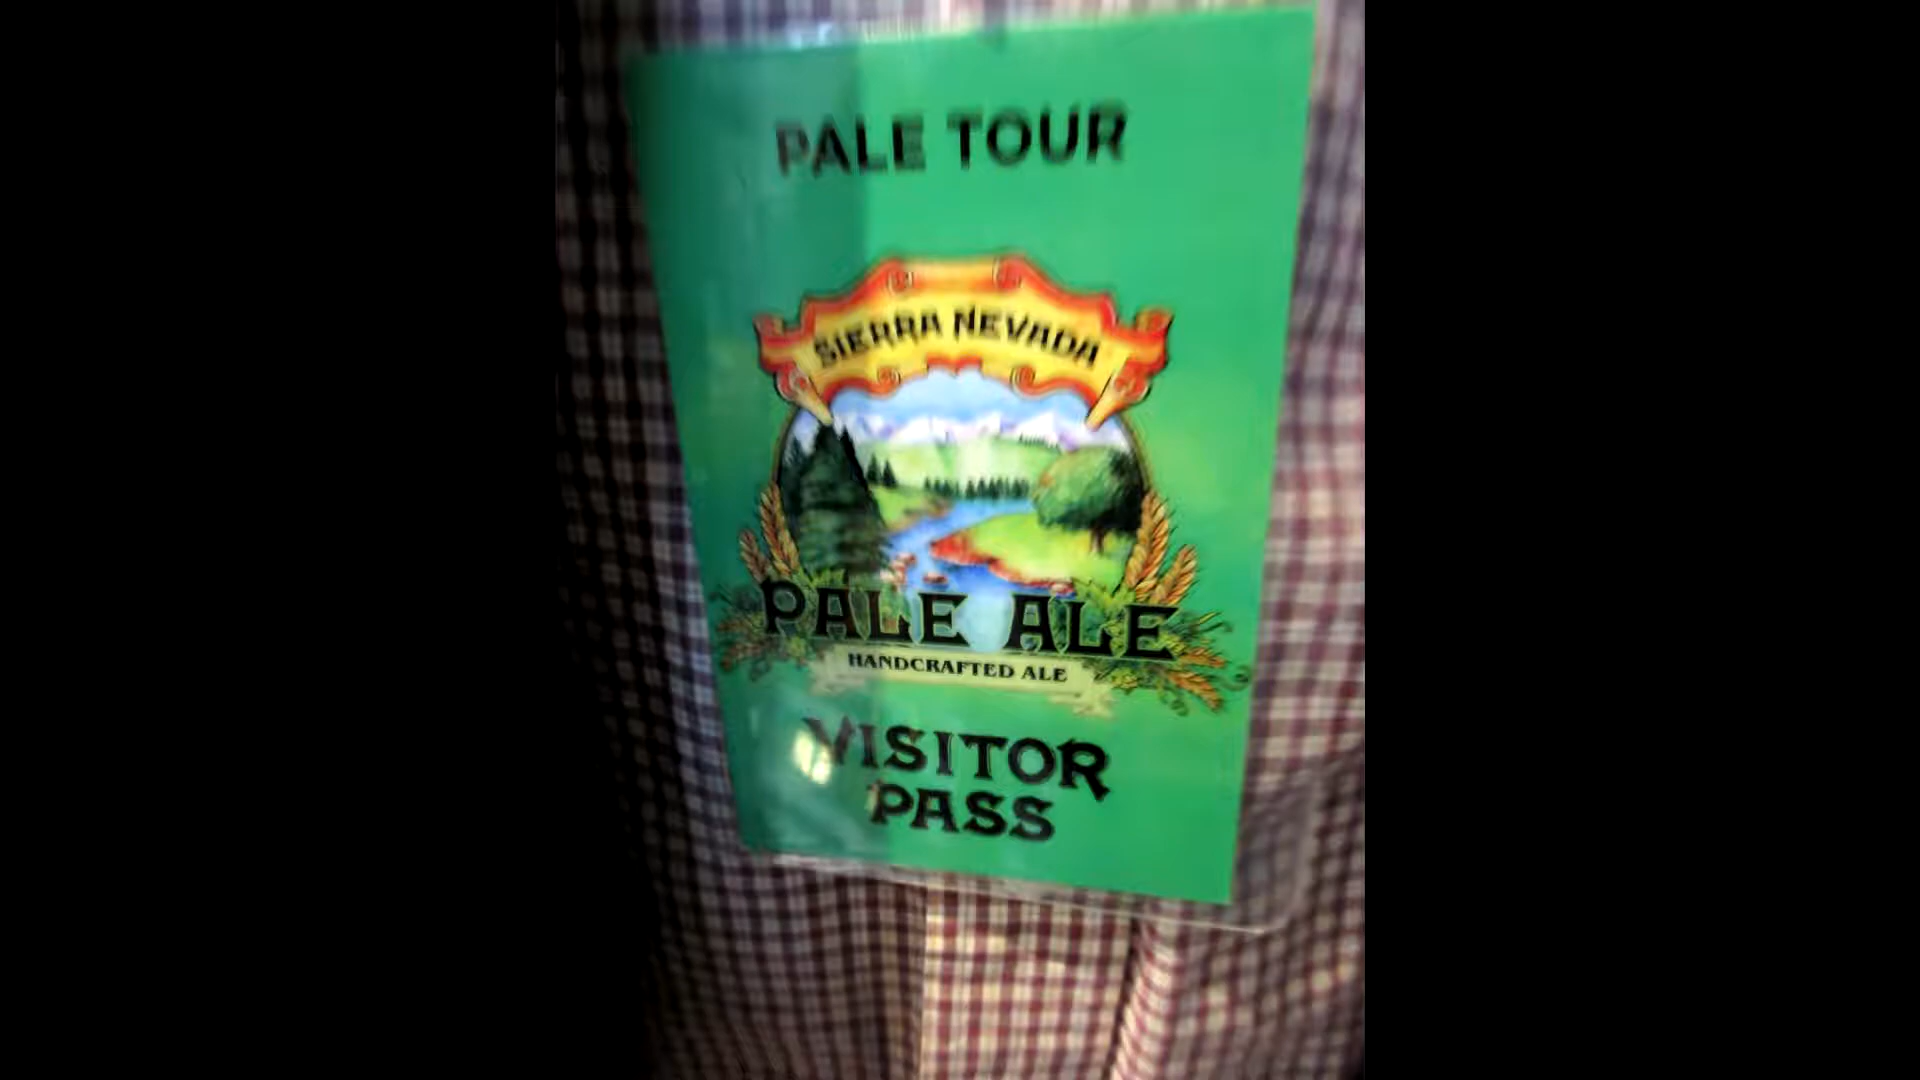 PALE TOUR
SIERRA NEVADA
PALE ALE
HANDCRAFTED ALE
VISITOR
PASS